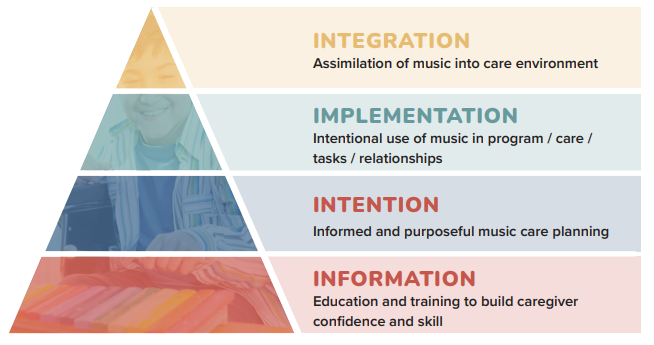 INTEGRATION
Assimilation of music into care environment
IMPLEMENTATION
Intentional use of music in program / care /
tasks / relationships
INTENTION
Informed and purposeful music care planning
INFORMATION
Education and training to build caregiver
confidence and skill